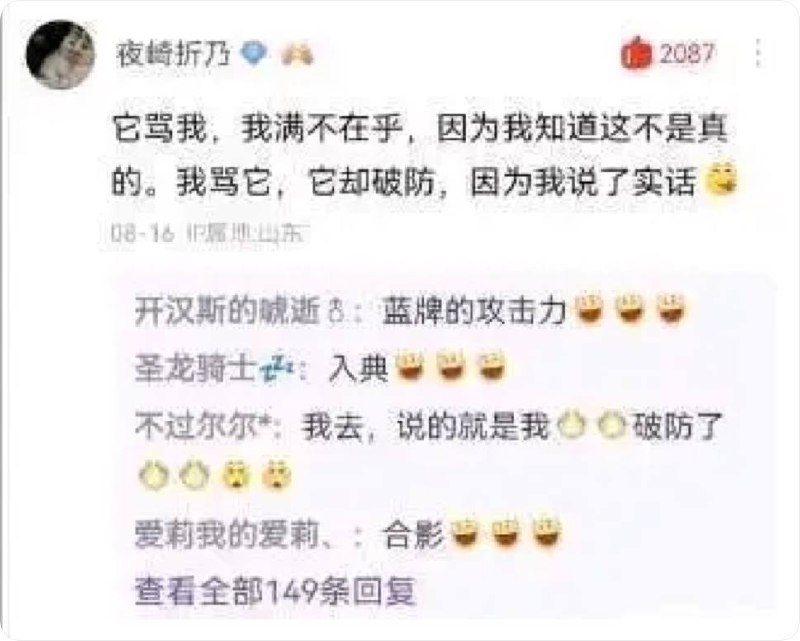 夜崎折乃
2087
它骂我，我满不在乎，因为我知道这不是真
的。我骂它，它却破防，因为我说了实话
08-16 IP属地:山东
开汉斯的唬逝：蓝牌的攻击力
圣龙骑士：入典
不过尔尔*：我去，说的就是我破防了
爱莉我的爱莉、：合影
查看全部149条回复